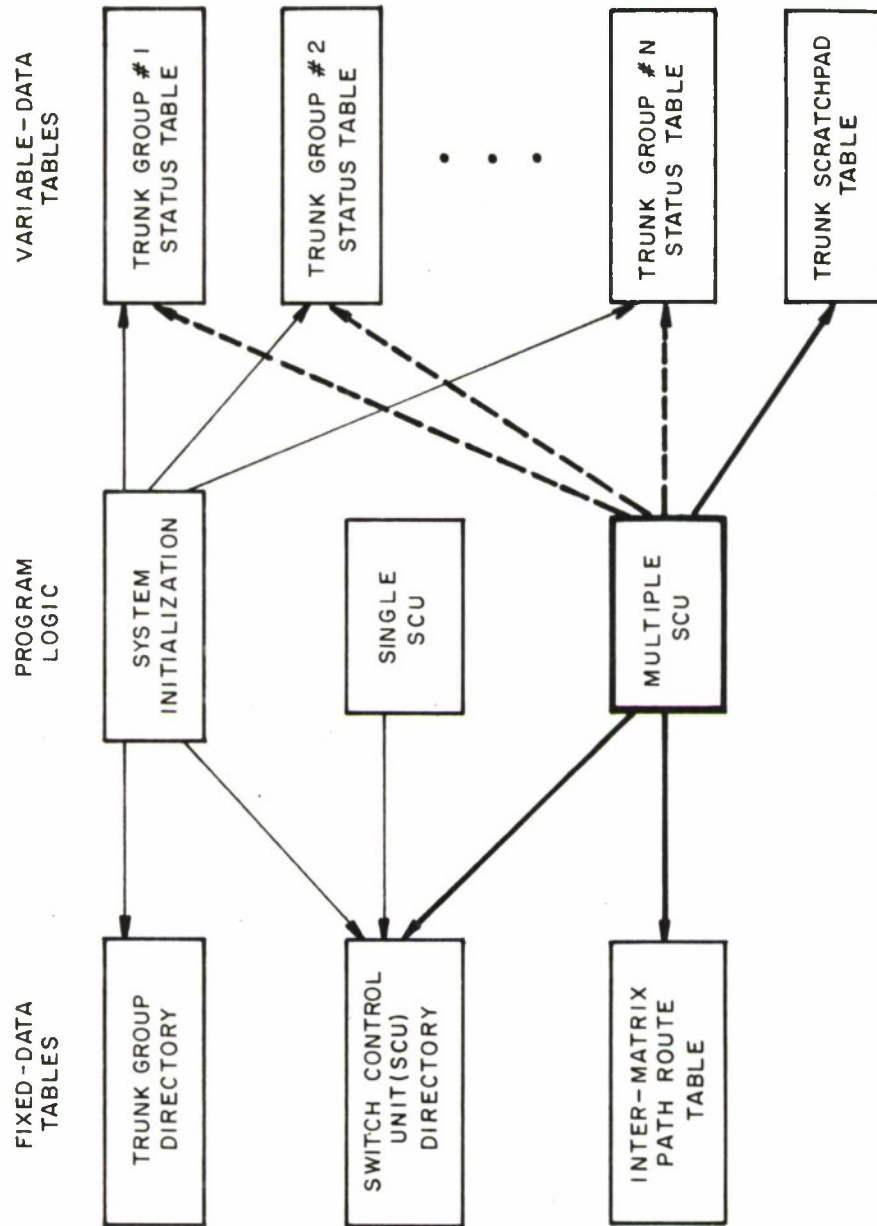 FIXED-DATA
TABLES
PROGRAM
LOGIC
VARIABLE-DATA
TABLES
TRUNK GROUP
DIRECTORY
SYSTEM
INITIALIZATION
TRUNK GROUP #1
STATUS TABLE
SWITCH CONTROL
UNIT(SCU)
DIRECTORY
SINGLE
SCU
TRUNK GROUP #2
STATUS TABLE
INTER-MATRIX
PATH ROUTE
TABLE
MULTIPLE
SCU
TRUNK GROUP #N
STATUS TABLE
TRUNK SCRATCHPAD
TABLE